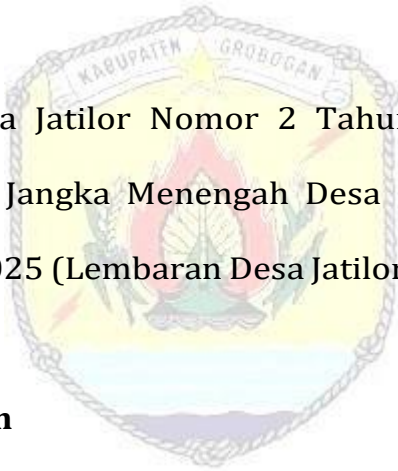 KABUPATEN GROBOGAN
a Jatilor Nomor 2 Tahu
Jangka Menengah Desa
025 (Lembaran Desa Jatilor
n